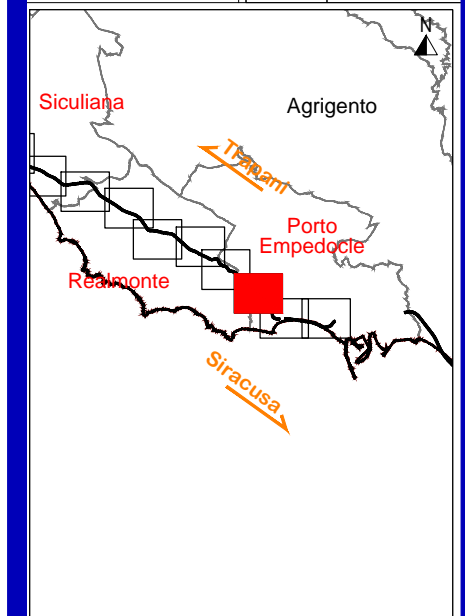 N
Siculiana
Agrigento
Trapani
Porto
Empedocle
Realmonte
Siracusa